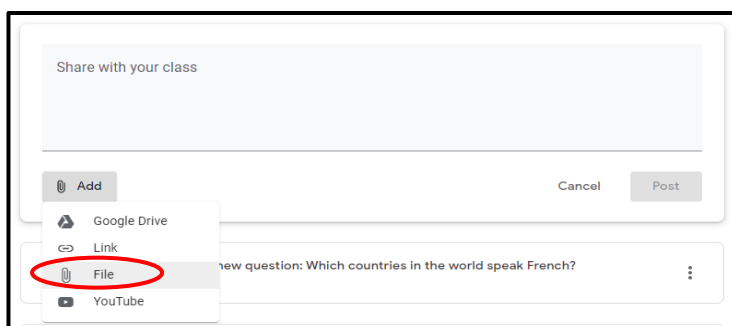 Share with your class
Add
Cancel
Post
Google Drive
Link
new question: Which countries in the world speak French?
File
YouTube